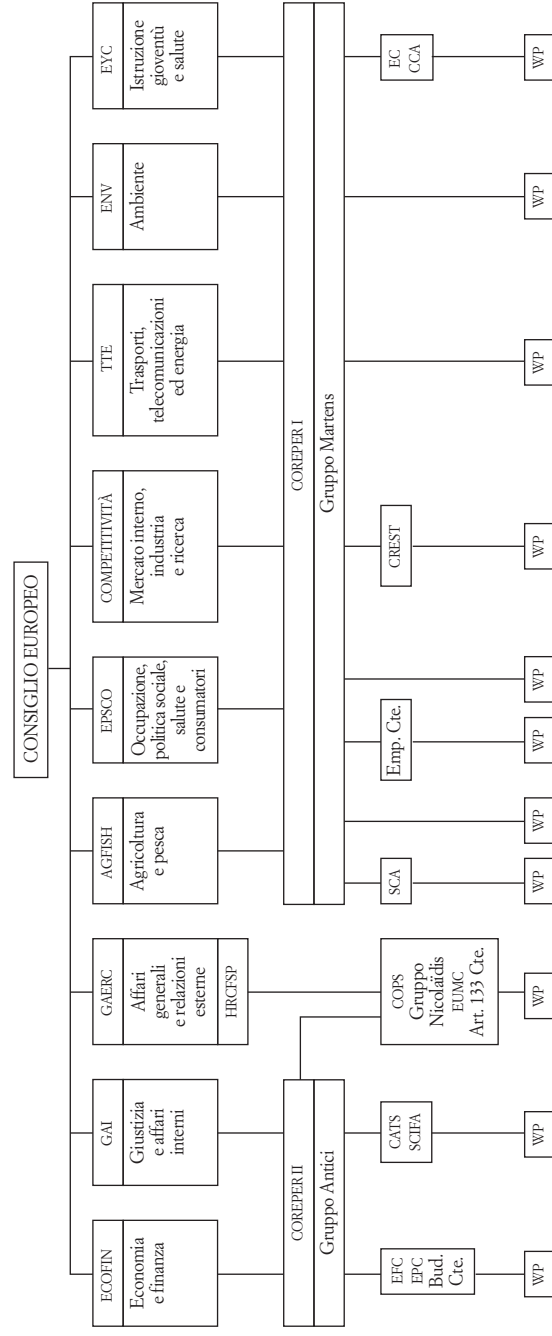 CONSIGLIO EUROPEO
ECOFIN
Economia
e finanza
GAI
Giustizia
e affari
interni
GAERC
Affari
generali
e relazioni
esterne
HRCFSP
AGFISH
Agricoltura
e pesca
EPSCO
Occupazione,
politica sociale,
salute e
consumatori
COMPETITIVITÀ
Mercato interno,
industria
e ricerca
TTE
Trasporti,
telecomunicazioni
ed energia
ENV
Ambiente
EYC
Istruzione
gioventù
e salute
COREPER II
Gruppo Antici
COREPER I
Gruppo Martens
EFC
EPC
Bud.
Cte.
CATS
SCIFA
COPS
Gruppo
Nicolaïdis
EUMC
Art. 133 Cte.
SCA
Emp. Cte.
CREST
EC
CCA
WP
WP
WP
WP
WP
WP
WP
WP
WP
WP
WP